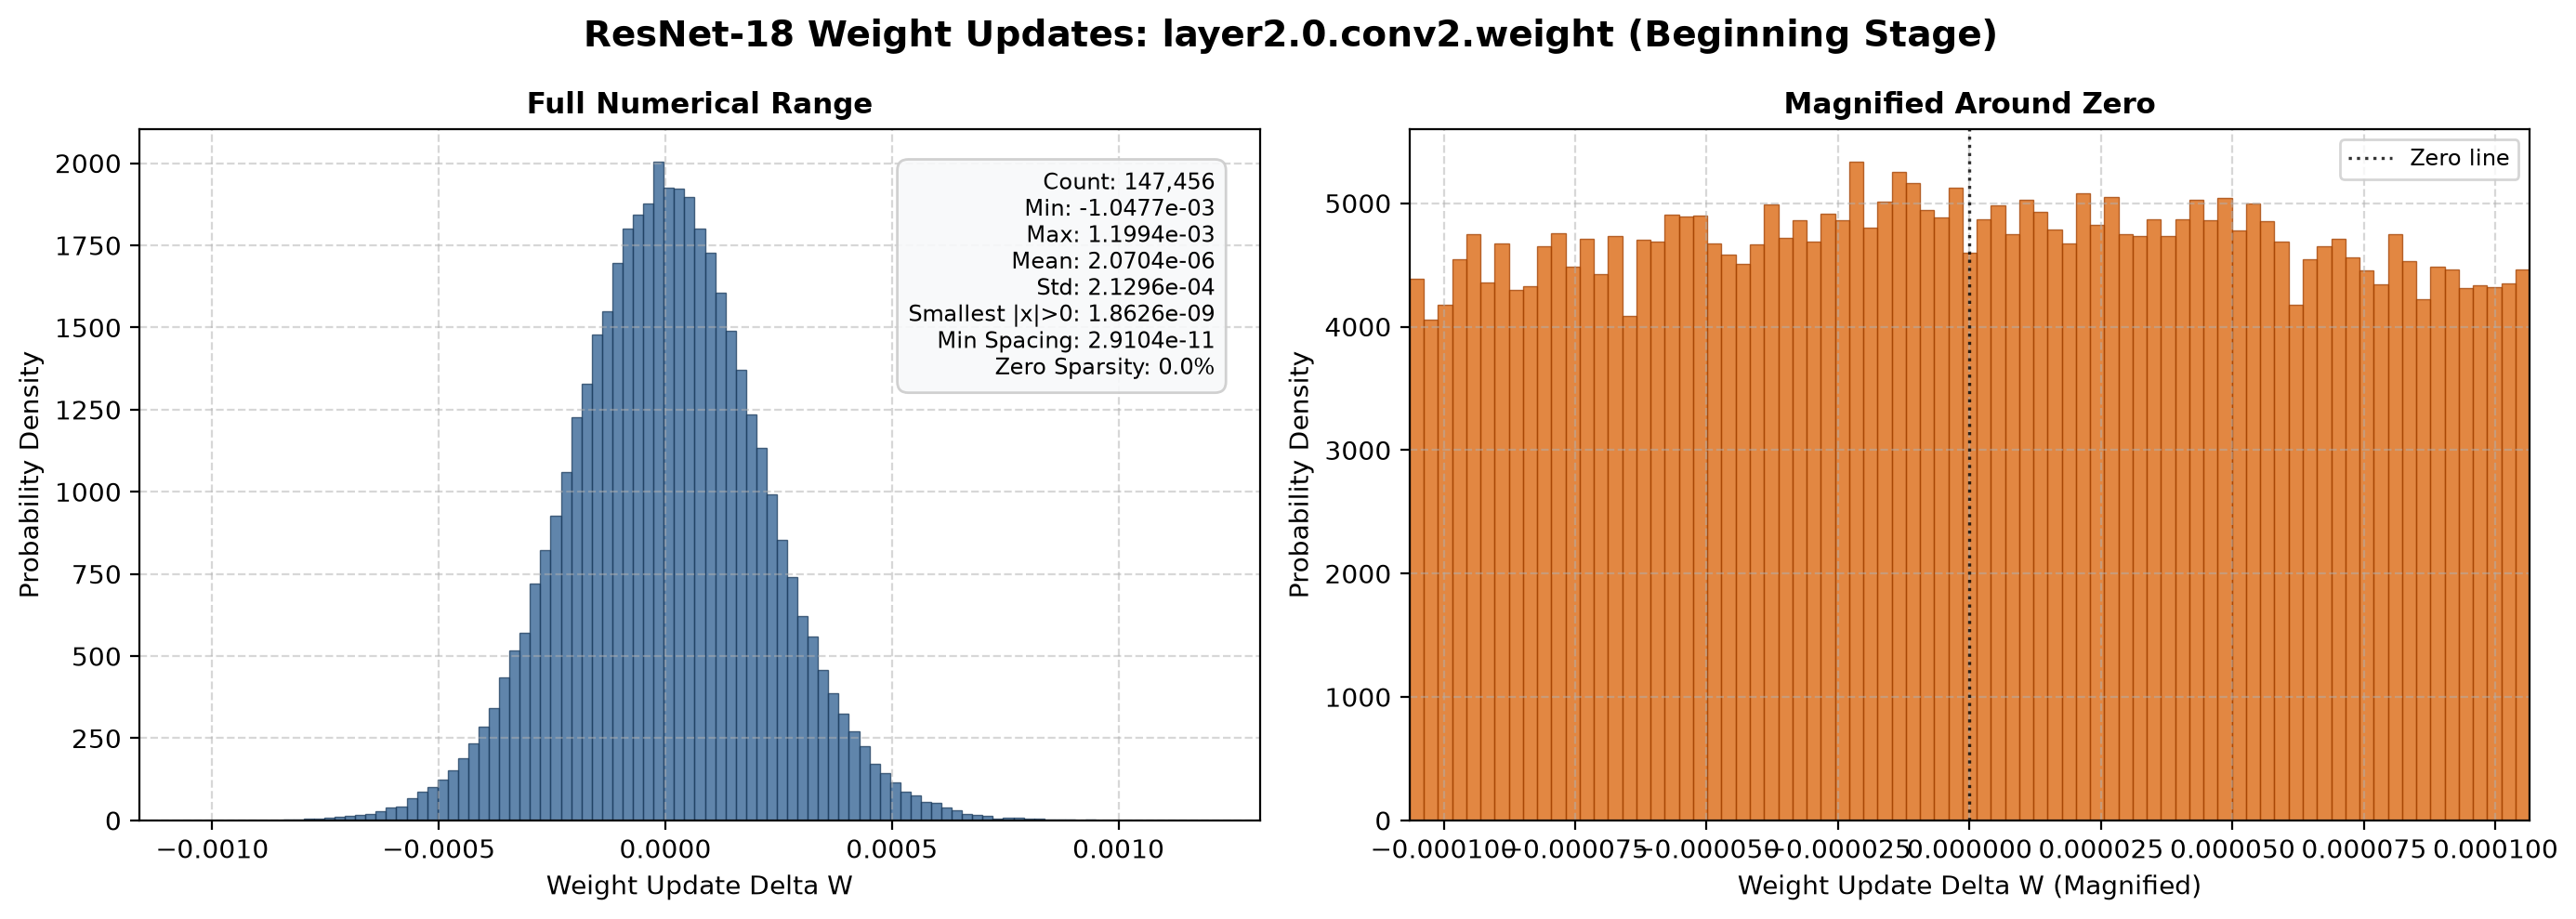 ResNet-18 Weight Updates: layer2.0.conv2.weight (Beginning Stage)
Full Numerical Range
Probability Density
2000
1750
1500
1250
1000
750
500
250
0
Count: 147,456
Min: -1.0477e-03
Max: 1.1994e-03
Mean: 2.0704e-06
Std: 2.1296e-04
Smallest |x|>0: 1.8626e-09
Min Spacing: 2.9104e-11
Zero Sparsity: 0.0%
−0.0010 −0.0005 0.0000 0.0005 0.0010
Weight Update Delta W
Magnified Around Zero
Probability Density
5000
4000
3000
2000
1000
0
Zero line
−0.000100 −0.000075 −0.000050 −0.000025 0.000000 0.000025 0.000050 0.000075 0.000100
Weight Update Delta W (Magnified)